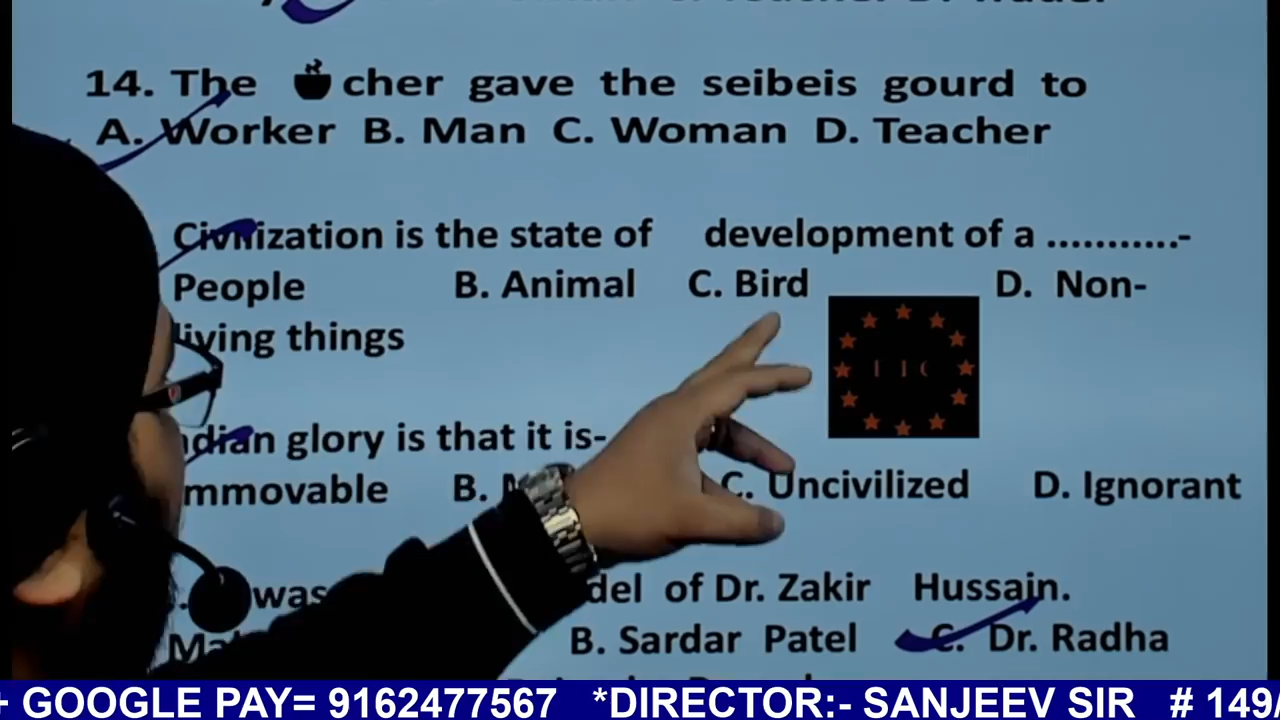 14. The cher gave the seibeis gourd to
A. Worker B. Man C. Woman D. Teacher
Civilization is the state of development of a ...........-
People B. Animal C. Bird D. Non-
living things
ndian glory is that it is-
mmovable B. C. Uncivilized D. Ignorant
was del of Dr. Zakir Hussain.
Ma B. Sardar Patel C. Dr. Radha
+ GOOGLE PAY= 9162477567 *DIRECTOR:- SANJEEV SIR # 149/